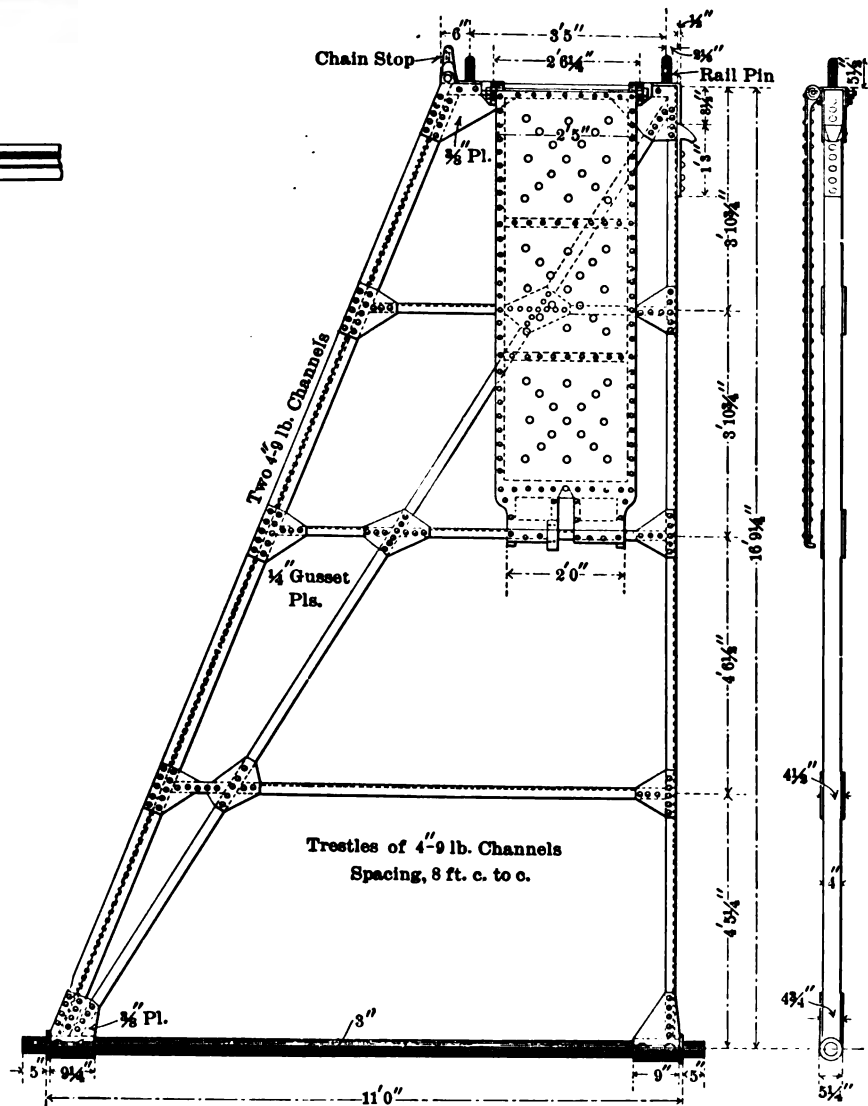 ½"
6"
3'5"
2⅛"
2'6¼"
Chain Stop
Rail Pin
5½"
8½"
2'5"
⅜" Pl.
1'3"
3'10¾"
Two 4"-9 lb. Channels
3'10¾"
16'9¼"
¼" Gusset
Pls.
2'0"
4'6½"
4½"
Trestles of 4"-9 lb. Channels
Spacing, 8 ft. c. to c.
4"
4'5¼"
⅜" Pl.
3"
4¾"
5"
9¼"
9"
5"
11'0"
5¼"